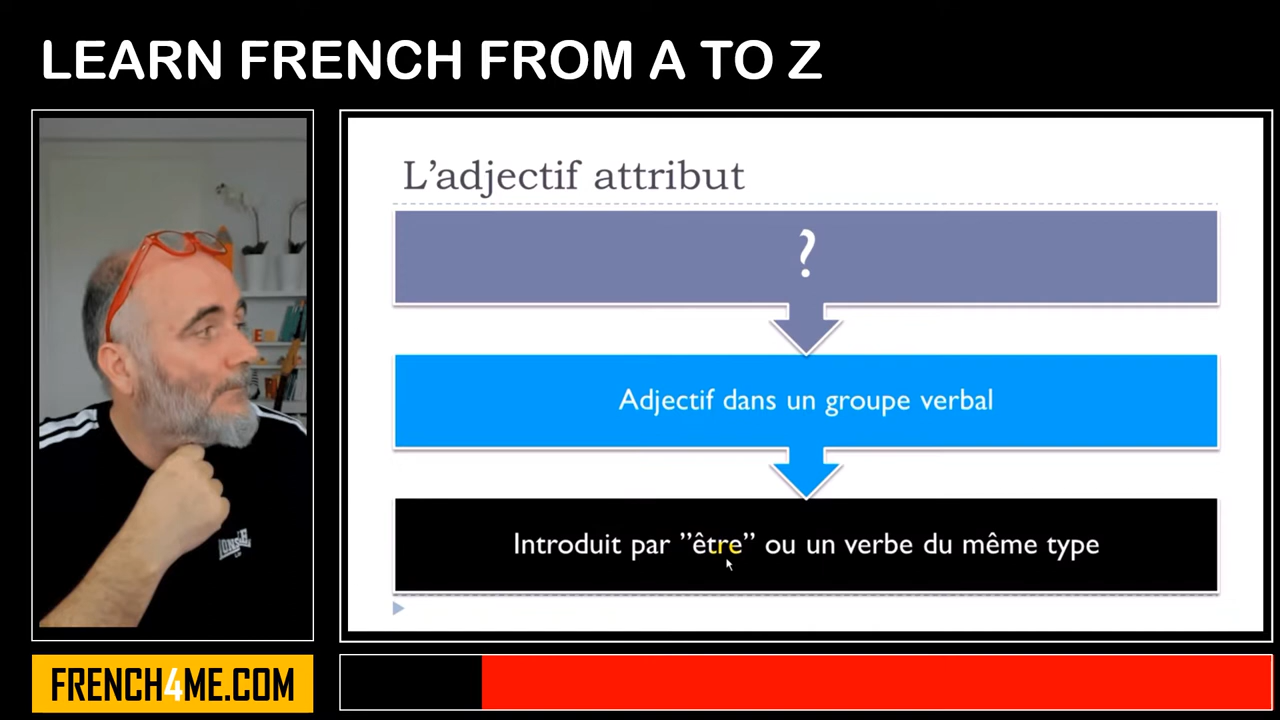 LEARN FRENCH FROM A TO Z
L'adjectif attribut
?
Adjectif dans un groupe verbal
Introduit par ”être” ou un verbe du même type
LONSDALE
FRENCH4ME.COM